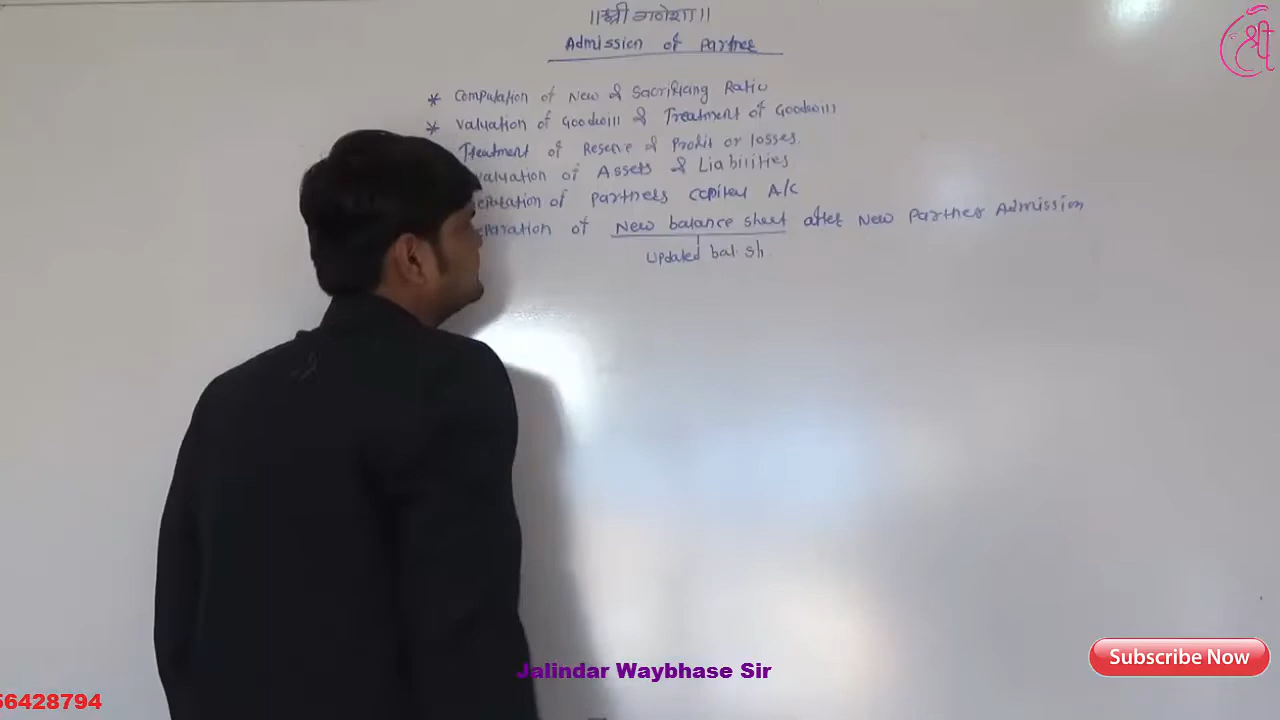 ॥श्री गणेशा॥
Admission of Partner
श्री
* Computation of New & Sacrificing Ratio
* Valuation of Goodwill & Treatment of Goodwill
Treatment of Reserve & Profit or losses.
valuation of Assets & Liabilities
of Partners capital A/C
paration of New balance sheet after New Partner Admission
Updated bal. sh.
Subscribe Now
Jalindar Waybhase Sir
56428794